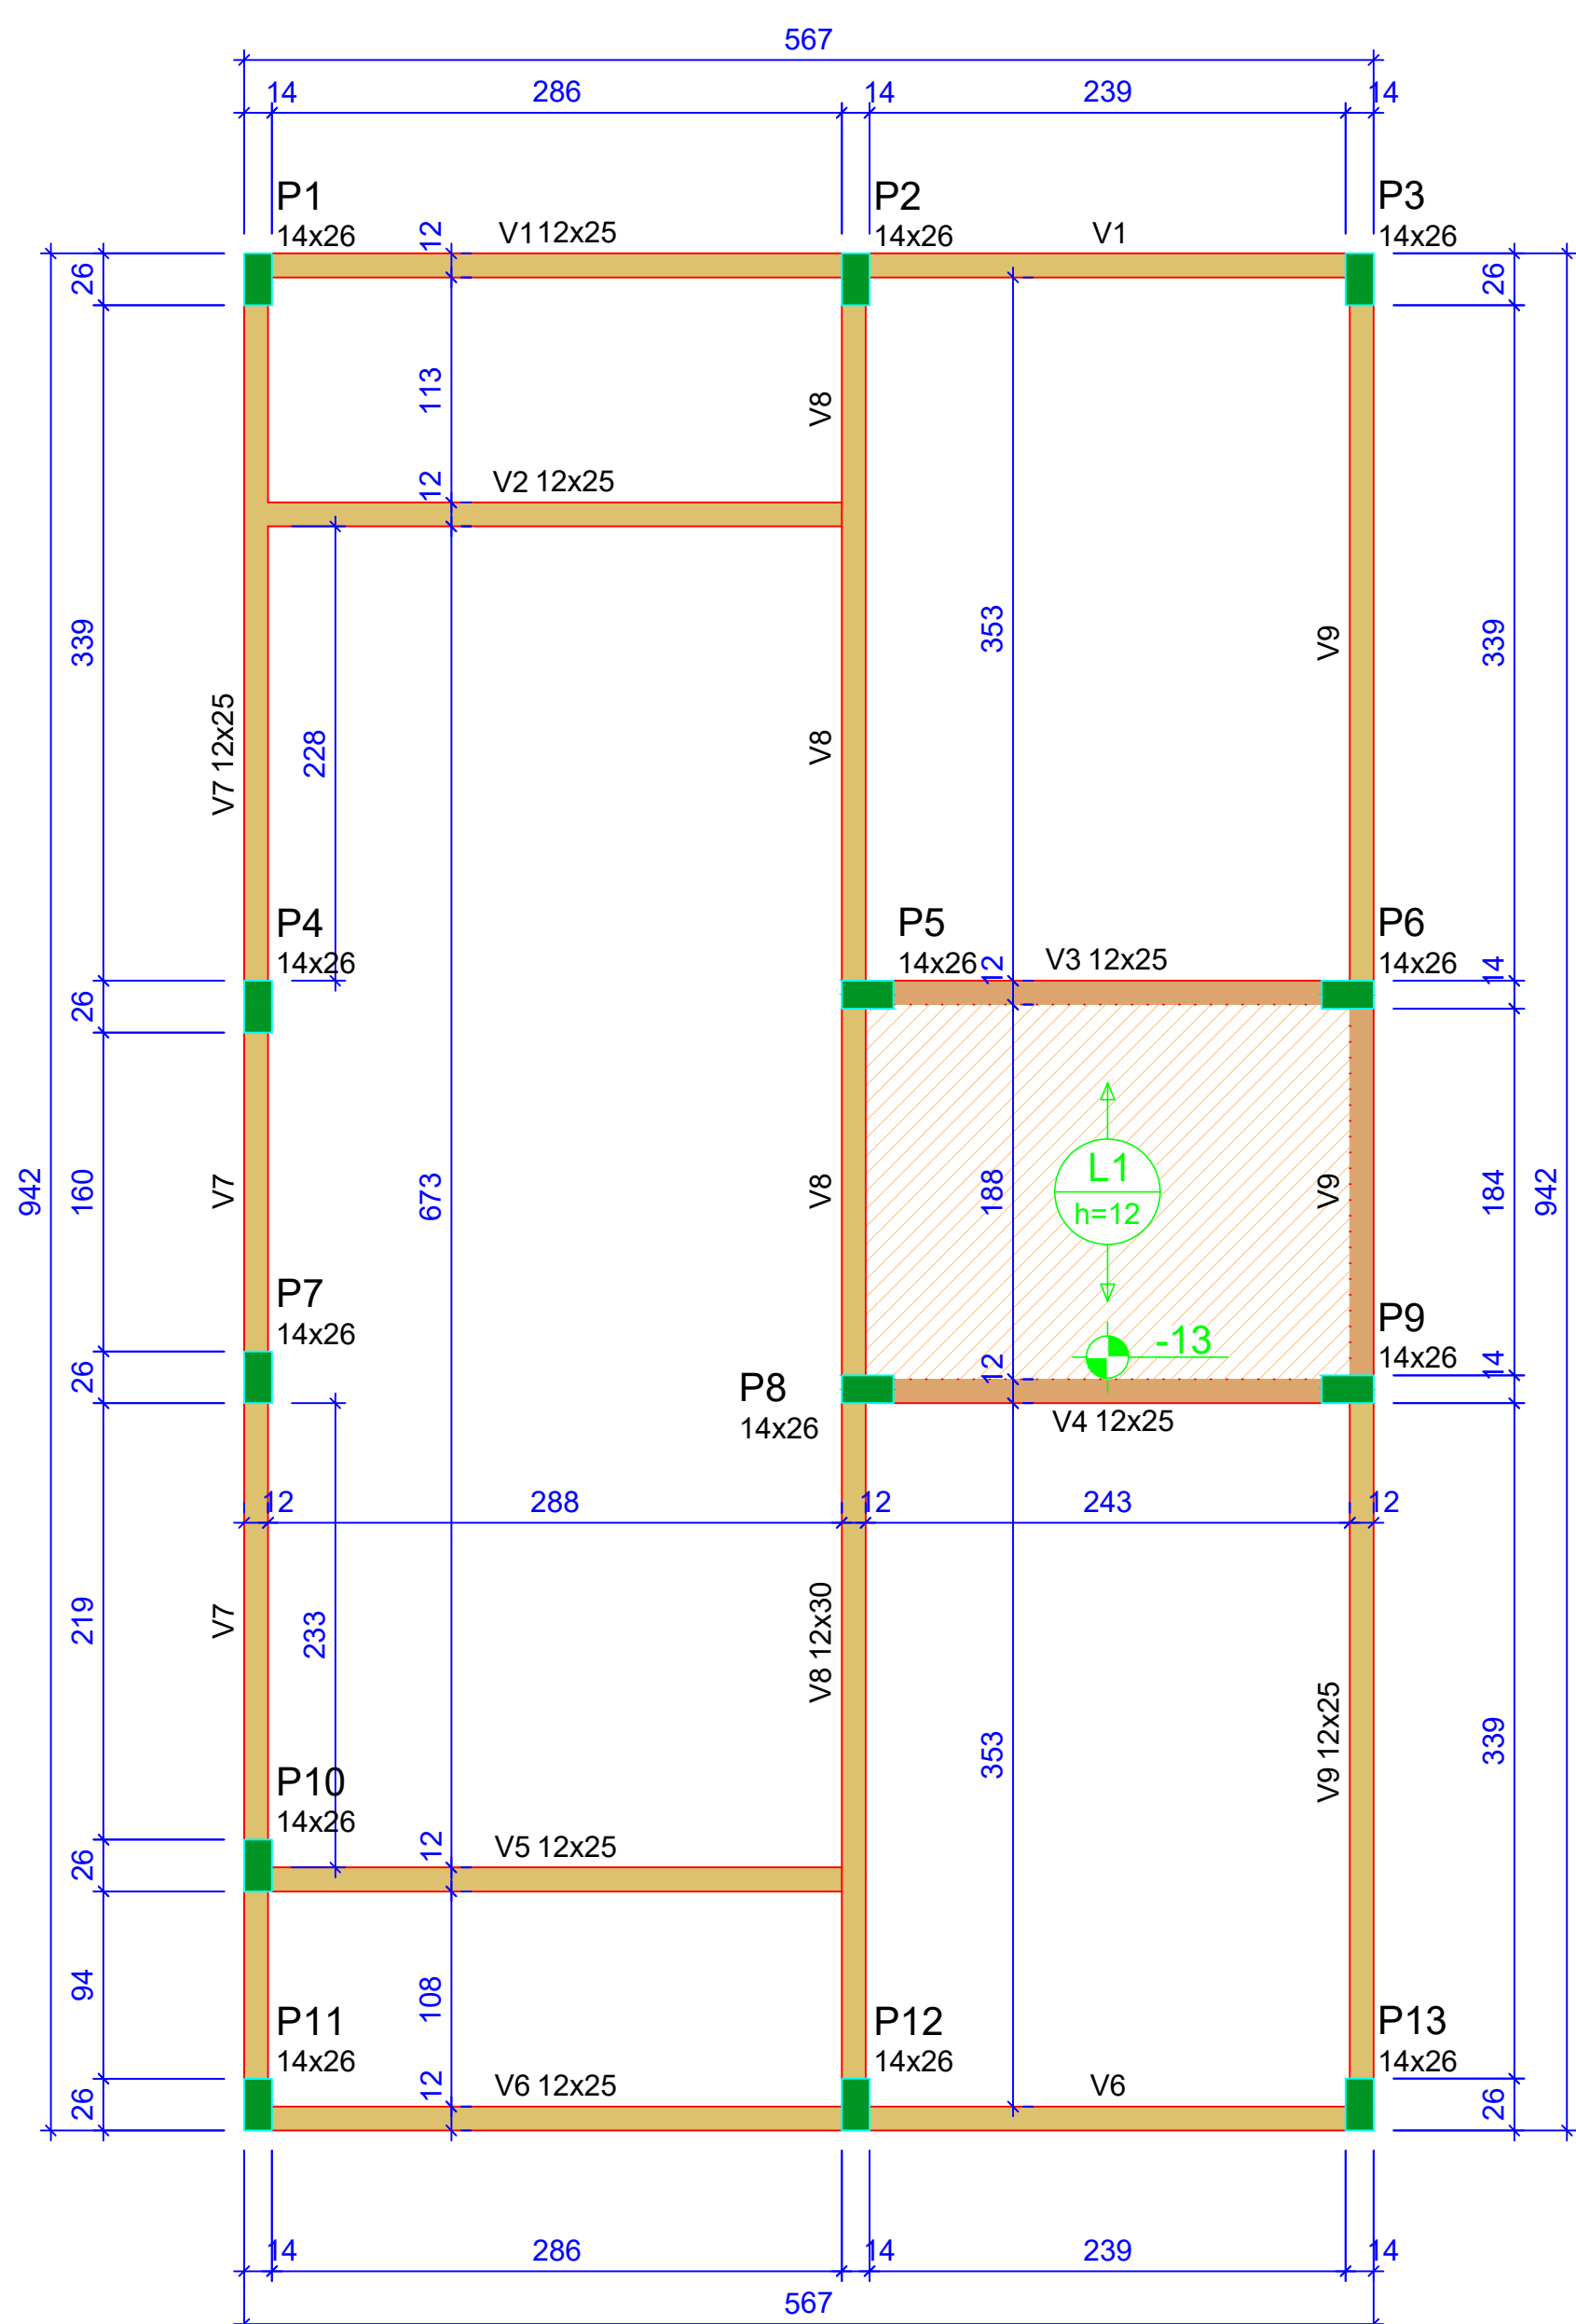 567
14 286 14 239 14
P1 P2 P3
14x26 12 V1 12x25 14x26 V1 14x26
26 26
113 V8
12 V2 12x25
339 353 V9 339
V7 12x25 228 V8
P4 P5 P6
14x26 14x26 12 V3 12x25 14x26 14
26
L1
942 160 V7 673 V8 188 V9 184 942
h=12
P7 P9
14x26 -13 14x26
26 12 14
P8
14x26 V4 12x25
12 288 12 243 12
219 V7 233 V8 12x30
353 V9 12x25 339
P10
14x26 12 V5 12x25
26
94 108
P11 P12 P13
14x26 14x26 14x26
26 12 V6 12x25 V6 26
14 286 14 239 14
567